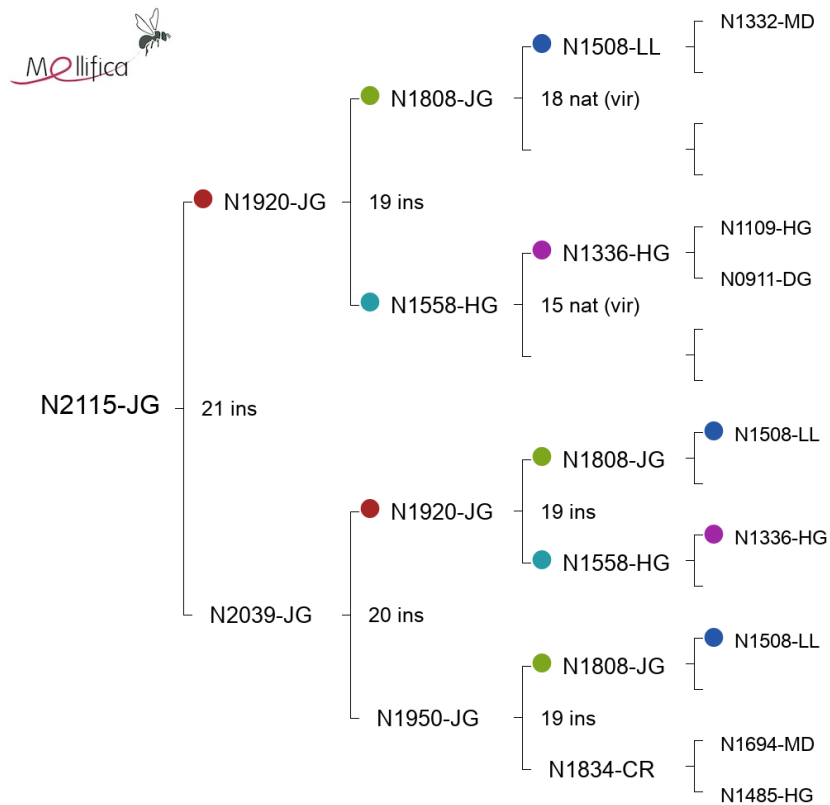 Mellifica
N1332-MD
N1508-LL
N1808-JG
18 nat (vir)
N1920-JG
19 ins
N1109-HG
N1336-HG
N0911-DG
N1558-HG
15 nat (vir)
N2115-JG
21 ins
N1508-LL
N1808-JG
N1920-JG
19 ins
N1336-HG
N1558-HG
N2039-JG
20 ins
N1508-LL
N1808-JG
N1950-JG
19 ins
N1694-MD
N1834-CR
N1485-HG